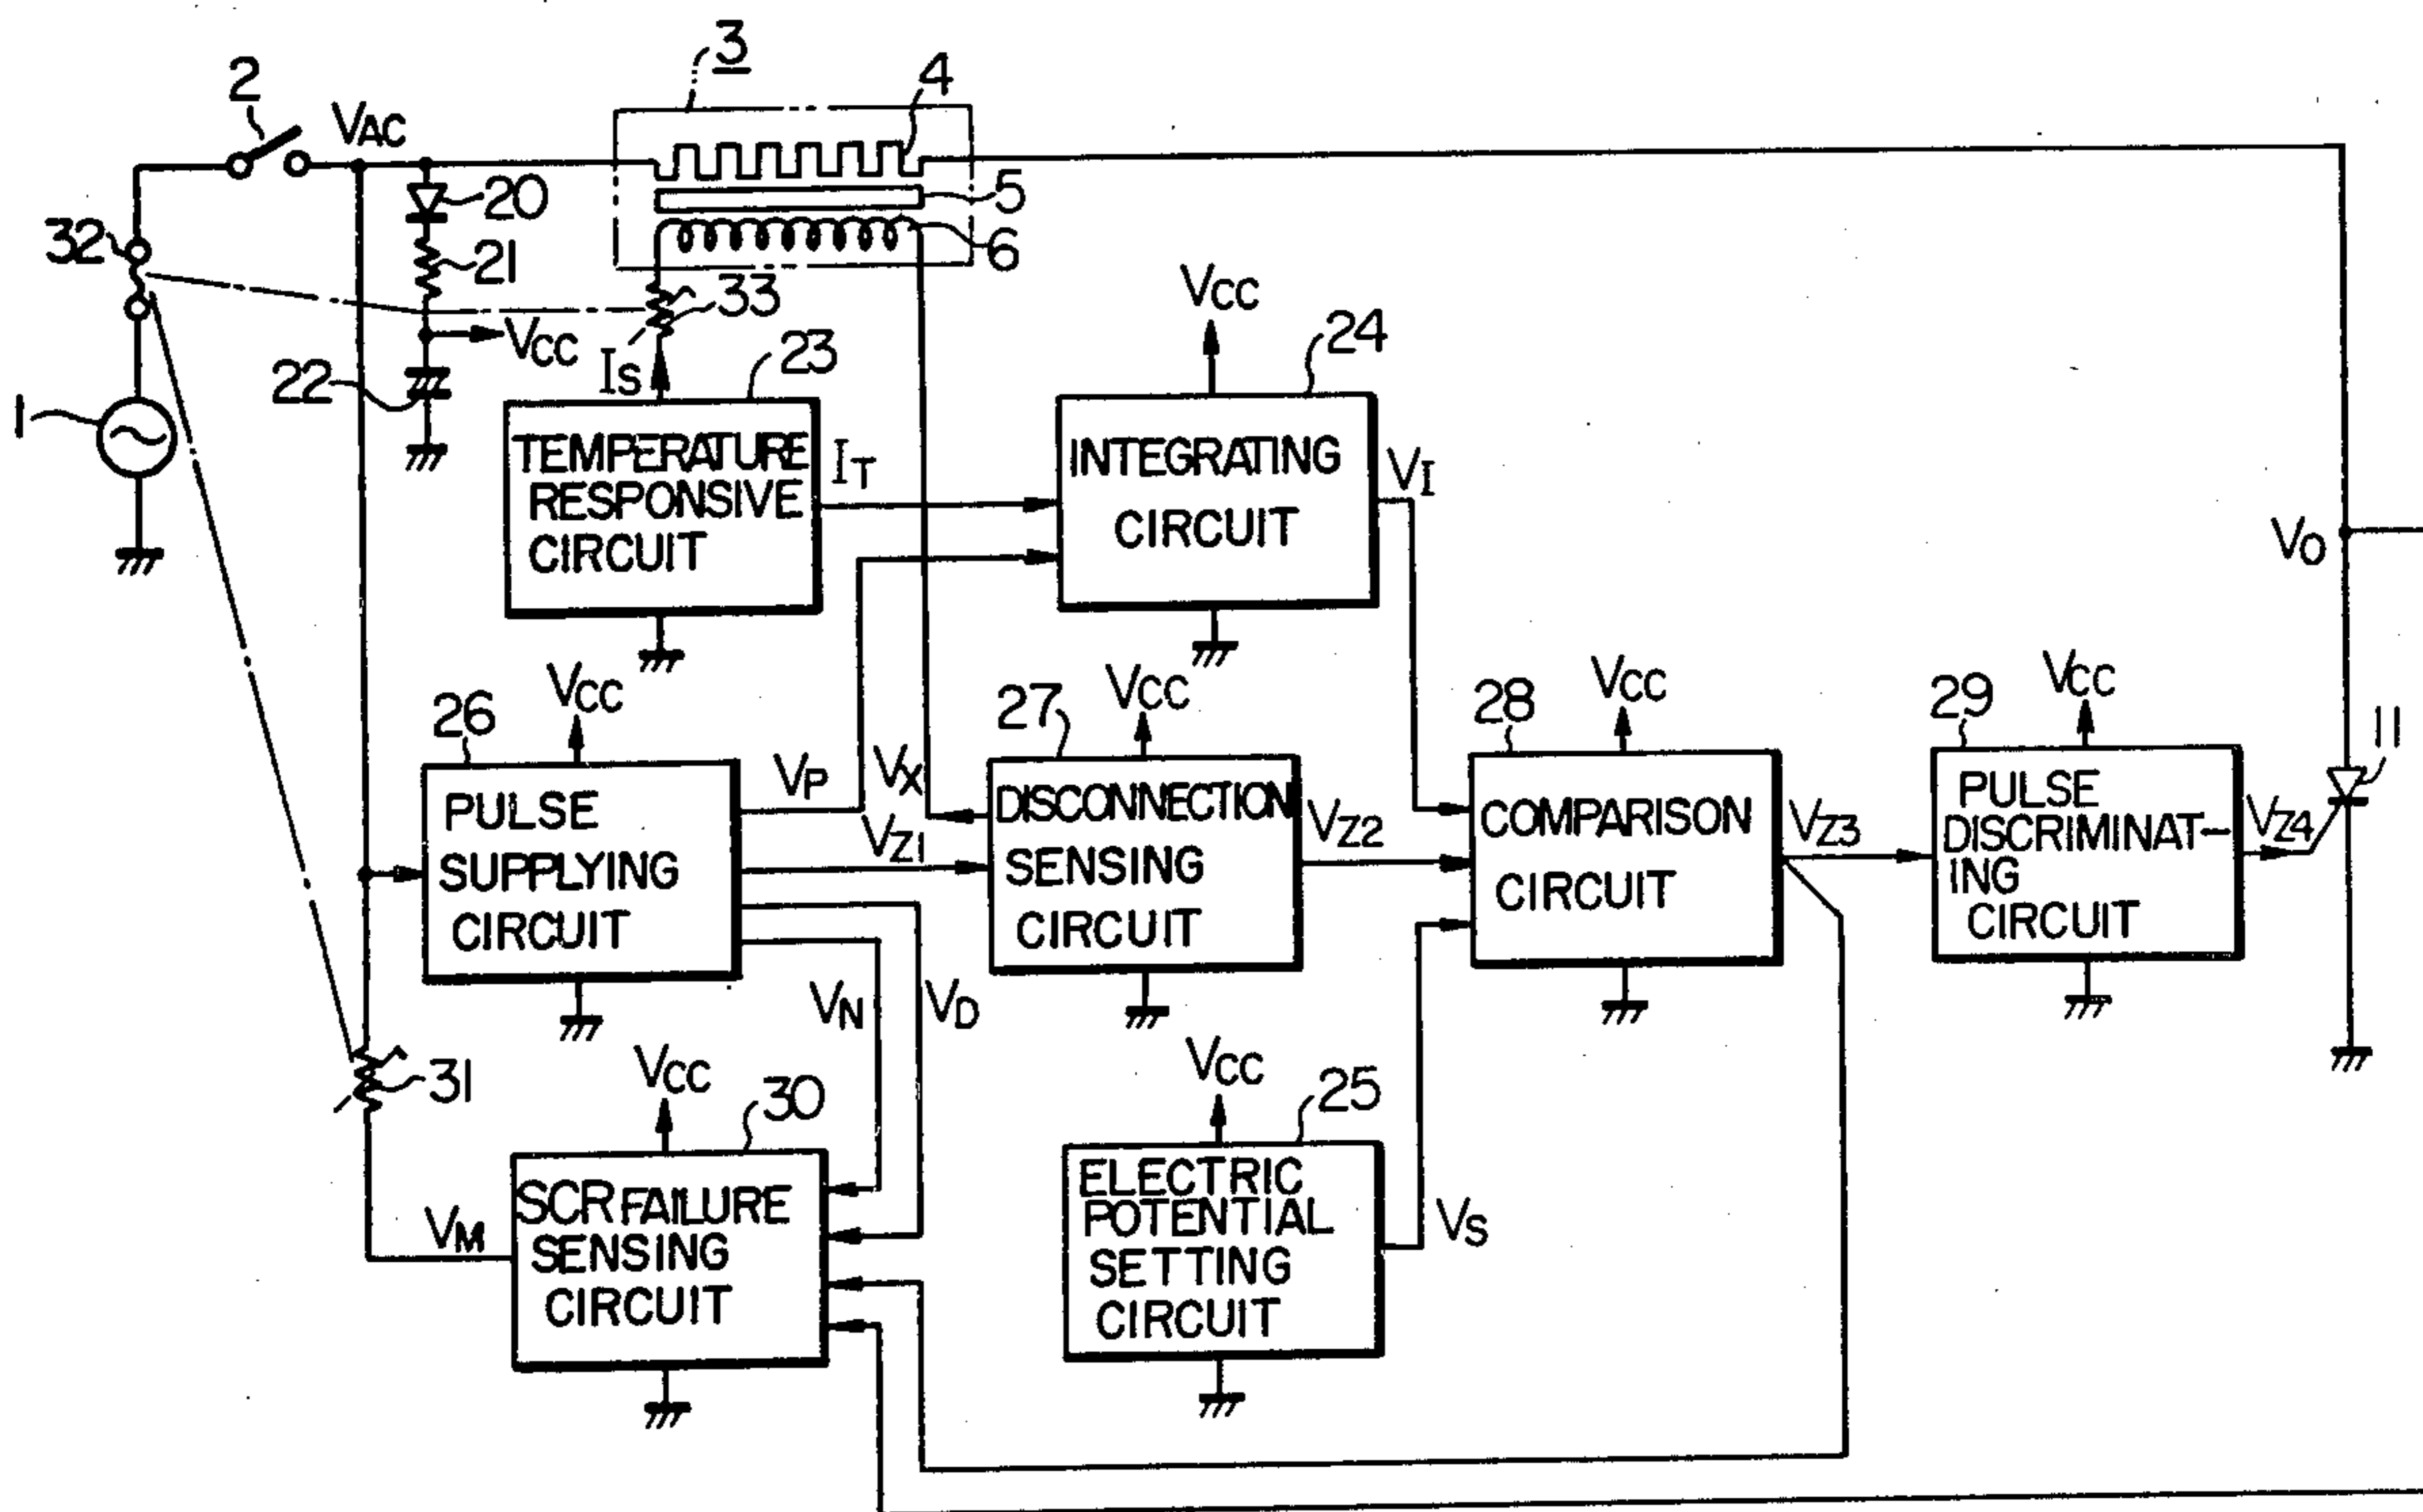 3
4
2
VAC
20
5
32
21
6
33
VCC
24
VCC
23
22
IS
1
TEMPERATURE
RESPONSIVE
CIRCUIT
IT
INTEGRATING
CIRCUIT
VI
VO
VCC
26
VCC
27
VCC
28
VCC
29
11
VP
VX
PULSE
SUPPLYING
CIRCUIT
VZ1
DISCONNECTION
SENSING
CIRCUIT
VZ2
COMPARISON
CIRCUIT
VZ3
PULSE
DISCRIMINAT-
ING
CIRCUIT
VZ4
VN
VD
31
VCC
30
VCC
25
SCR FAILURE
SENSING
CIRCUIT
VM
ELECTRIC
POTENTIAL
SETTING
CIRCUIT
VS